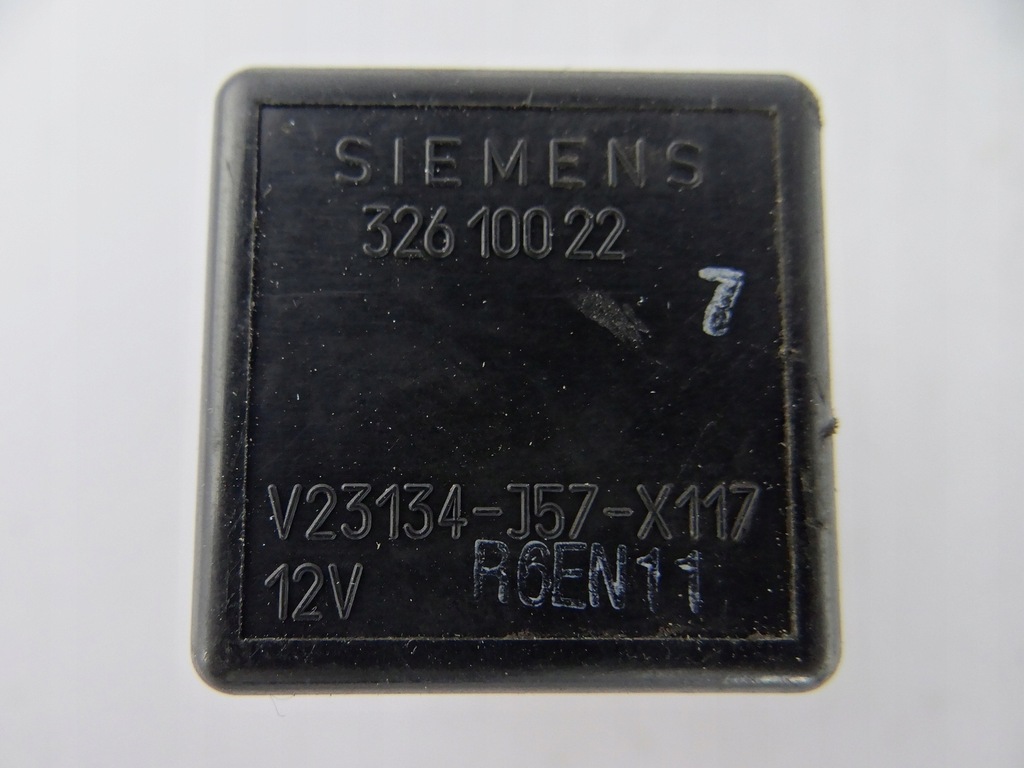 SIEMENS
326 100 22
7
V23134-J57-X117
R6EN11
12V